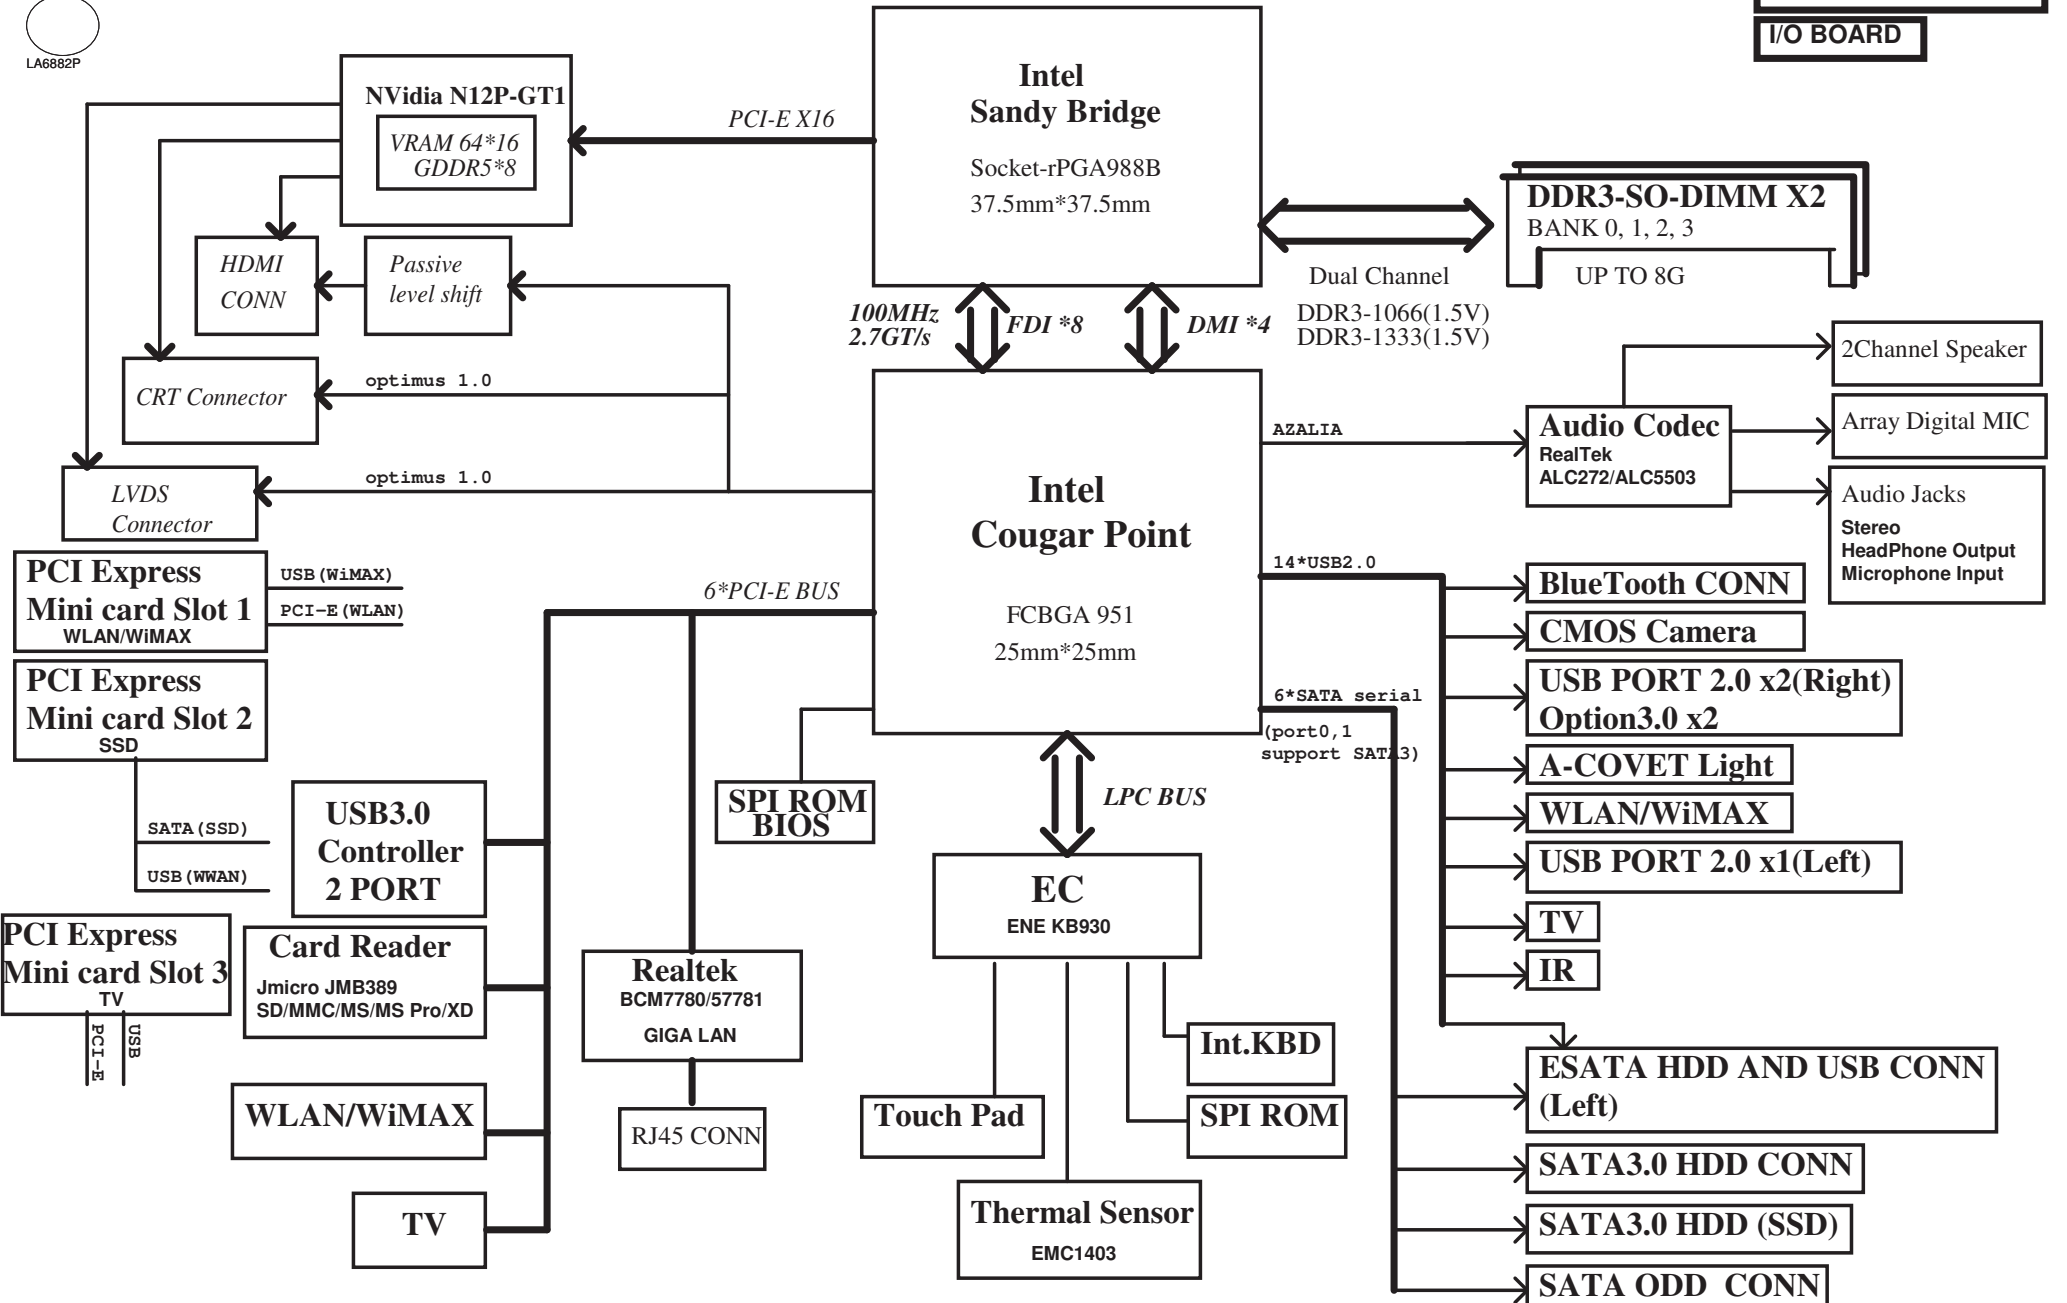 LA6882P
I/O BOARD
NVidia N12P-GT1
VRAM 64*16
GDDR5*8
PCI-E X16
Intel
Sandy Bridge
Socket-rPGA988B
37.5mm*37.5mm
DDR3-SO-DIMM X2
BANK 0, 1, 2, 3
UP TO 8G
Dual Channel
DDR3-1066(1.5V)
DDR3-1333(1.5V)
HDMI
CONN
Passive
level shift
100MHz
2.7GT/s
FDI *8
DMI *4
CRT Connector
optimus 1.0
LVDS
Connector
optimus 1.0
Intel
Cougar Point
FCBGA 951
25mm*25mm
AZALIA
Audio Codec
RealTek
ALC272/ALC5503
2Channel Speaker
Array Digital MIC
Audio Jacks
Stereo
HeadPhone Output
Microphone Input
PCI Express
Mini card Slot 1
WLAN/WiMAX
USB(WiMAX)
PCI-E(WLAN)
6*PCI-E BUS
14*USB2.0
BlueTooth CONN
CMOS Camera
USB PORT 2.0 x2(Right)
Option3.0 x2
A-COVET Light
WLAN/WiMAX
USB PORT 2.0 x1(Left)
TV
IR
6*SATA serial
(port0,1
support SATA3)
PCI Express
Mini card Slot 2
SSD
SATA(SSD)
USB(WWAN)
USB3.0
Controller
2 PORT
SPI ROM
BIOS
LPC BUS
EC
ENE KB930
PCI Express
Mini card Slot 3
TV
PCI-E
USB
Card Reader
Jmicro JMB389
SD/MMC/MS/MS Pro/XD
Realtek
BCM7780/57781
GIGA LAN
RJ45 CONN
WLAN/WiMAX
TV
Int.KBD
Touch Pad
SPI ROM
Thermal Sensor
EMC1403
ESATA HDD AND USB CONN
(Left)
SATA3.0 HDD CONN
SATA3.0 HDD (SSD)
SATA ODD CONN